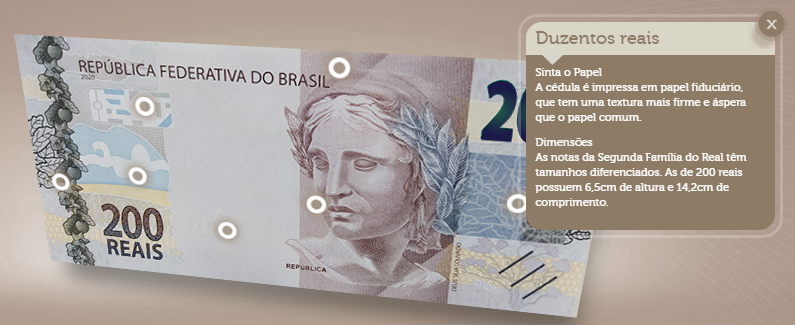 REPÚBLICA FEDERATIVA DO BRASIL
2020
200
REAIS
REPÚBLICA
DEUS SEJA LOUVADO
20
Duzentos reais
Sinta o Papel
A cédula é impressa em papel fiduciário,
que tem uma textura mais firme e áspera
que o papel comum.
Dimensões
As notas da Segunda Família do Real têm
tamanhos diferenciados. As de 200 reais
possuem 6,5cm de altura e 14,2cm de
comprimento.